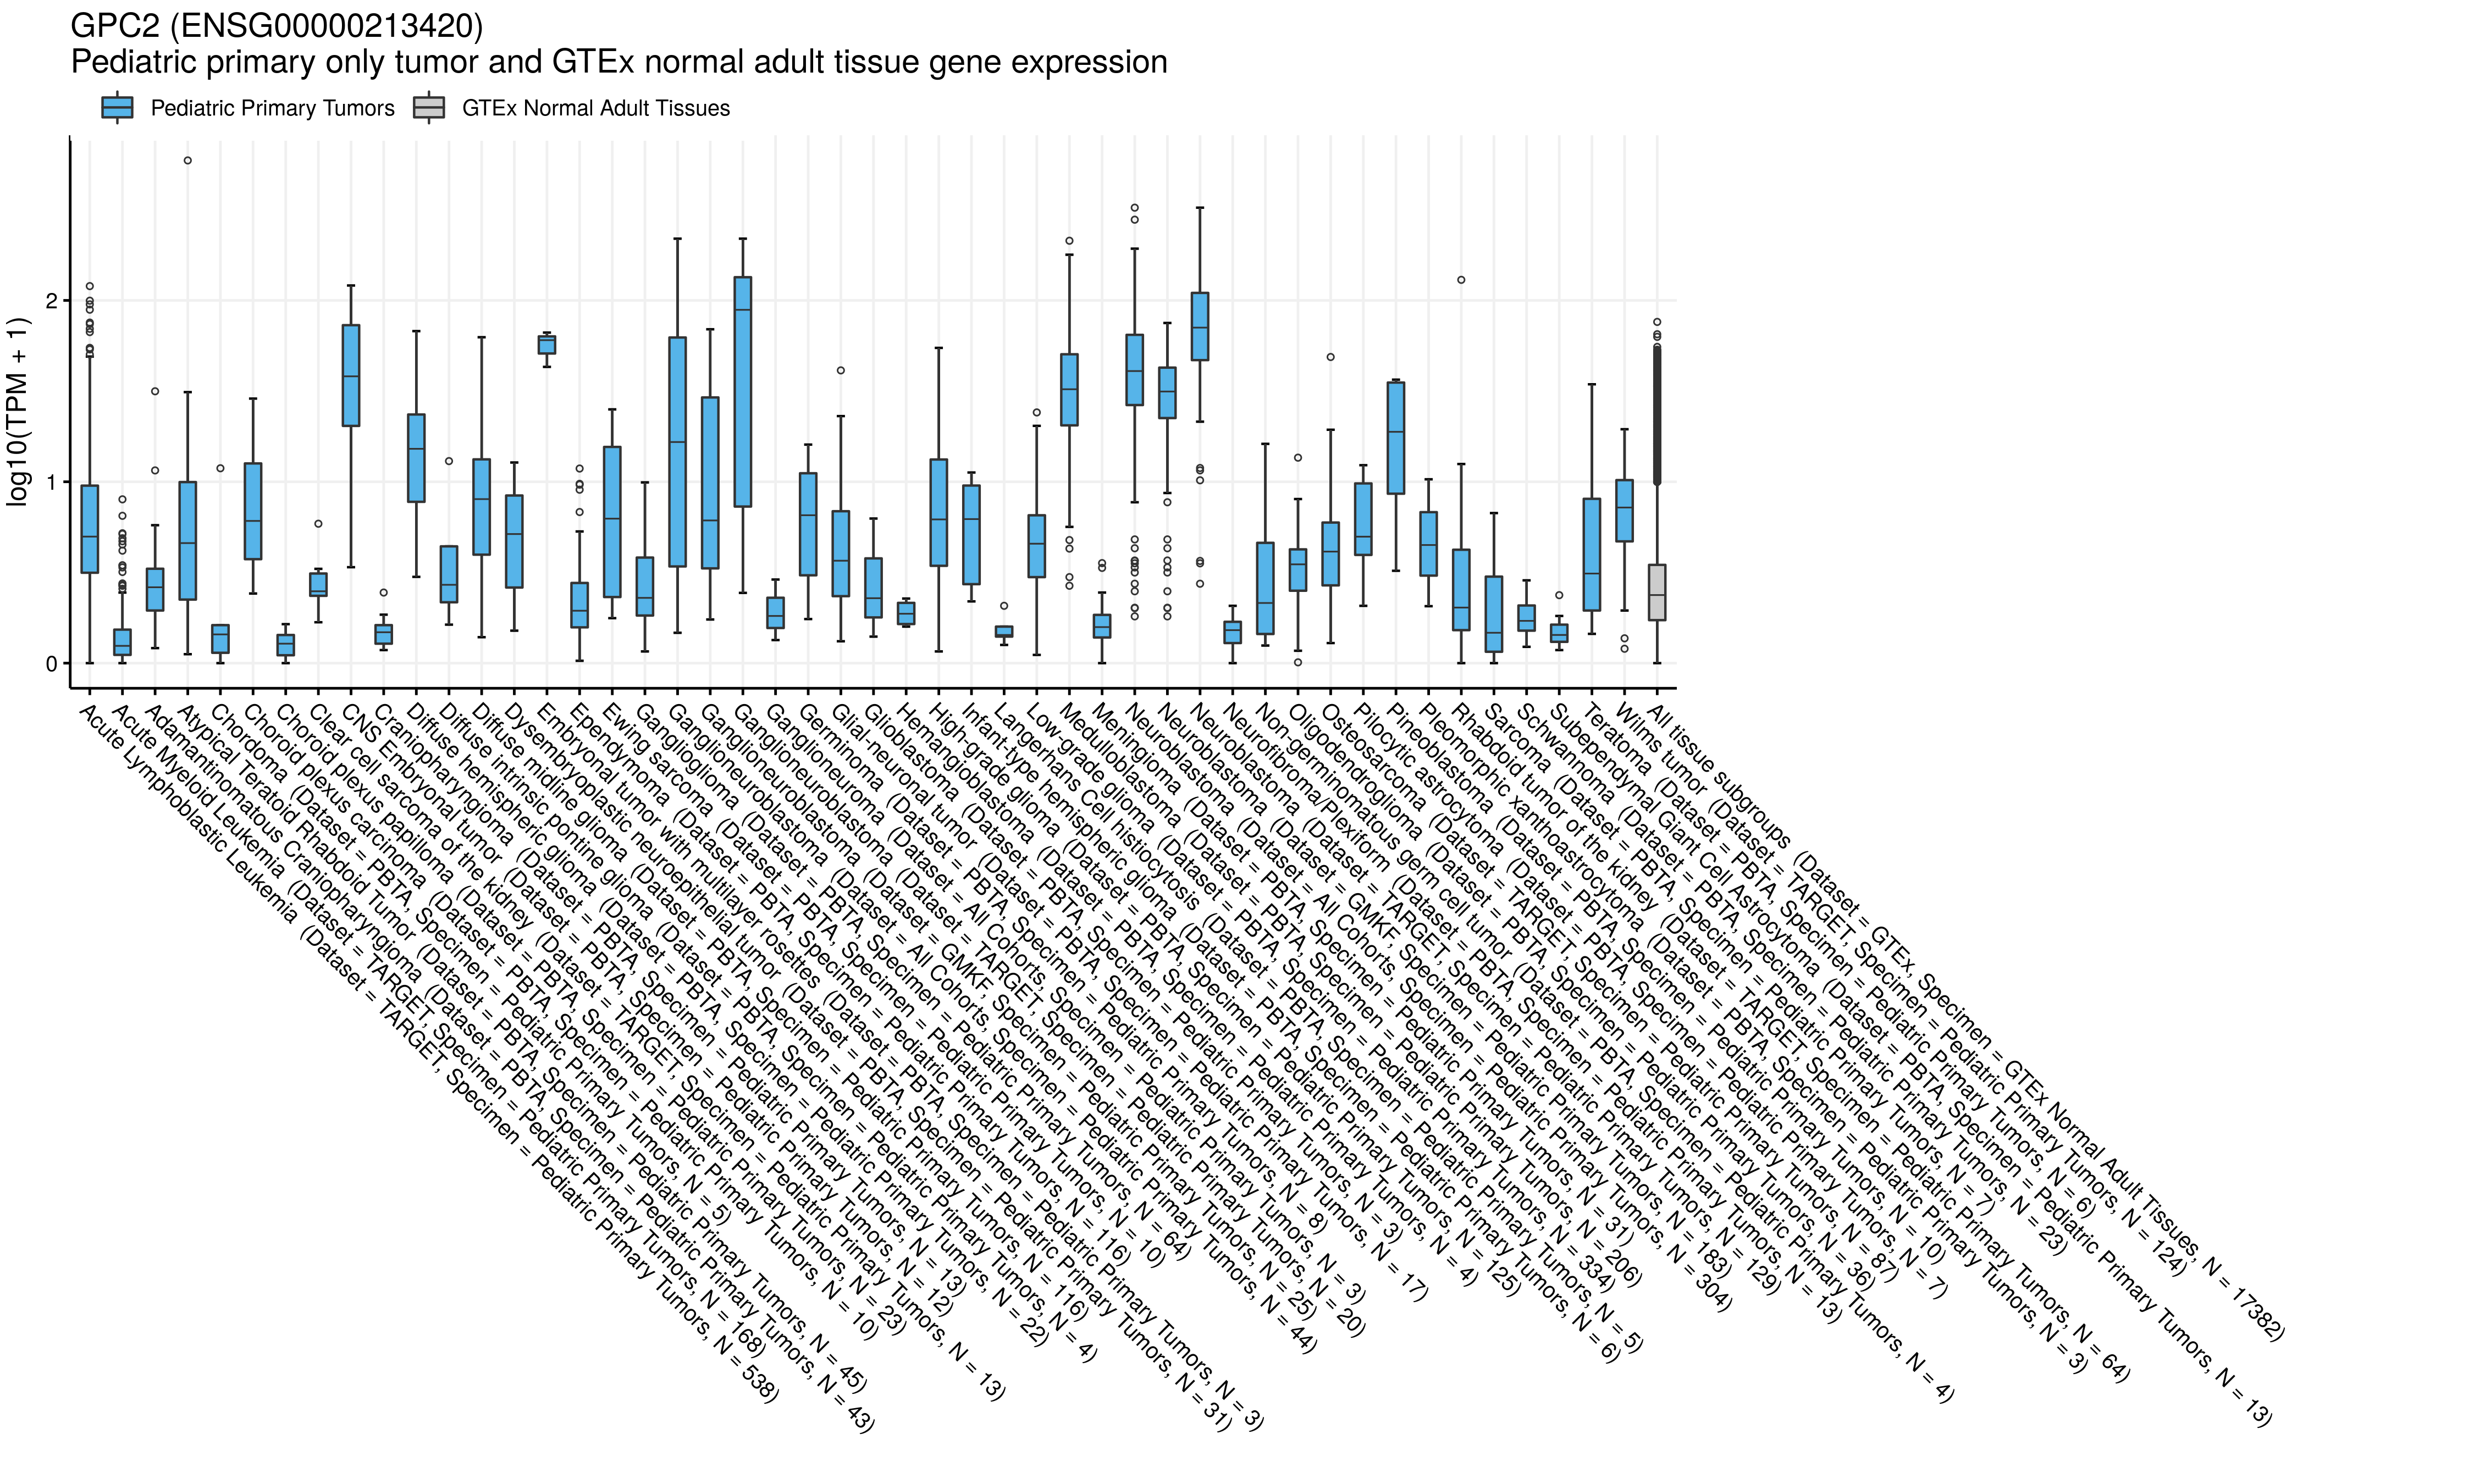 GPC2 (ENSG00000213420)
Pediatric primary only tumor and GTEx normal adult tissue gene expression
Pediatric Primary Tumors
GTEx Normal Adult Tissues
log10(TPM + 1)
2
1
0
Acute Lymphoblastic Leukemia (Dataset = TARGET, Specimen = Pediatric Primary Tumors, N = 538)
Acute Myeloid Leukemia (Dataset = TARGET, Specimen = Pediatric Primary Tumors, N = 168)
Adamantinomatous Craniopharyngioma (Dataset = PBTA, Specimen = Pediatric Primary Tumors, N = 43)
Atypical Teratoid Rhabdoid Tumor (Dataset = PBTA, Specimen = Pediatric Primary Tumors, N = 45)
Chordoma (Dataset = PBTA, Specimen = Pediatric Primary Tumors, N = 5)
Choroid plexus carcinoma (Dataset = PBTA, Specimen = Pediatric Primary Tumors, N = 10)
Choroid plexus papilloma (Dataset = PBTA, Specimen = Pediatric Primary Tumors, N = 23)
Clear cell sarcoma of the kidney (Dataset = TARGET, Specimen = Pediatric Primary Tumors, N = 13)
CNS Embryonal tumor (Dataset = PBTA, Specimen = Pediatric Primary Tumors, N = 12)
Craniopharyngioma (Dataset = PBTA, Specimen = Pediatric Primary Tumors, N = 13)
Diffuse hemispheric glioma (Dataset = PBTA, Specimen = Pediatric Primary Tumors, N = 22)
Diffuse intrinsic pontine glioma (Dataset = PBTA, Specimen = Pediatric Primary Tumors, N = 4)
Diffuse midline glioma (Dataset = PBTA, Specimen = Pediatric Primary Tumors, N = 116)
Dysembryoplastic neuroepithelial tumor (Dataset = PBTA, Specimen = Pediatric Primary Tumors, N = 31)
Embryonal tumor with multilayer rosettes (Dataset = PBTA, Specimen = Pediatric Primary Tumors, N = 3)
Ependymoma (Dataset = PBTA, Specimen = Pediatric Primary Tumors, N = 116)
Ewing sarcoma (Dataset = PBTA, Specimen = Pediatric Primary Tumors, N = 10)
Ganglioglioma (Dataset = PBTA, Specimen = Pediatric Primary Tumors, N = 64)
Ganglioneuroblastoma (Dataset = All Cohorts, Specimen = Pediatric Primary Tumors, N = 44)
Ganglioneuroblastoma (Dataset = GMKF, Specimen = Pediatric Primary Tumors, N = 25)
Ganglioneuroblastoma (Dataset = TARGET, Specimen = Pediatric Primary Tumors, N = 20)
Ganglioneuroma (Dataset = All Cohorts, Specimen = Pediatric Primary Tumors, N = 3)
Germinoma (Dataset = PBTA, Specimen = Pediatric Primary Tumors, N = 8)
Glial-neuronal tumor (Dataset = PBTA, Specimen = Pediatric Primary Tumors, N = 17)
Glioblastoma (Dataset = PBTA, Specimen = Pediatric Primary Tumors, N = 3)
Hemangioblastoma (Dataset = PBTA, Specimen = Pediatric Primary Tumors, N = 4)
High-grade glioma (Dataset = PBTA, Specimen = Pediatric Primary Tumors, N = 125)
Infant-type hemispheric glioma (Dataset = PBTA, Specimen = Pediatric Primary Tumors, N = 6)
Langerhans Cell histiocytosis (Dataset = PBTA, Specimen = Pediatric Primary Tumors, N = 5)
Low-grade glioma (Dataset = PBTA, Specimen = Pediatric Primary Tumors, N = 334)
Medulloblastoma (Dataset = PBTA, Specimen = Pediatric Primary Tumors, N = 206)
Meningioma (Dataset = PBTA, Specimen = Pediatric Primary Tumors, N = 31)
Neuroblastoma (Dataset = All Cohorts, Specimen = Pediatric Primary Tumors, N = 304)
Neuroblastoma (Dataset = GMKF, Specimen = Pediatric Primary Tumors, N = 183)
Neuroblastoma (Dataset = TARGET, Specimen = Pediatric Primary Tumors, N = 129)
Neurofibroma/Plexiform (Dataset = PBTA, Specimen = Pediatric Primary Tumors, N = 13)
Non-germinomatous germ cell tumor (Dataset = PBTA, Specimen = Pediatric Primary Tumors, N = 4)
Oligodendroglioma (Dataset = PBTA, Specimen = Pediatric Primary Tumors, N = 36)
Osteosarcoma (Dataset = TARGET, Specimen = Pediatric Primary Tumors, N = 87)
Pilocytic astrocytoma (Dataset = PBTA, Specimen = Pediatric Primary Tumors, N = 7)
Pineoblastoma (Dataset = PBTA, Specimen = Pediatric Primary Tumors, N = 10)
Pleomorphic xanthoastrocytoma (Dataset = PBTA, Specimen = Pediatric Primary Tumors, N = 3)
Rhabdoid tumor of the kidney (Dataset = TARGET, Specimen = Pediatric Primary Tumors, N = 64)
Sarcoma (Dataset = PBTA, Specimen = Pediatric Primary Tumors, N = 7)
Schwannoma (Dataset = PBTA, Specimen = Pediatric Primary Tumors, N = 23)
Subependymal Giant Cell Astrocytoma (Dataset = PBTA, Specimen = Pediatric Primary Tumors, N = 13)
Teratoma (Dataset = PBTA, Specimen = Pediatric Primary Tumors, N = 6)
Wilms tumor (Dataset = TARGET, Specimen = Pediatric Primary Tumors, N = 124)
All tissue subgroups (Dataset = GTEx, Specimen = GTEx Normal Adult Tissues, N = 17382)